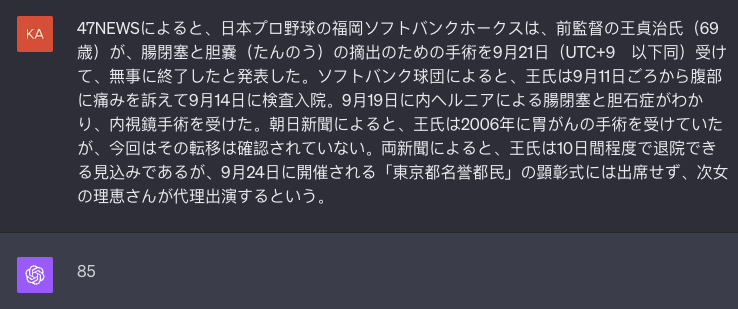 KA
47NEWSによると、日本プロ野球の福岡ソフトバンクホークスは、前監督の王貞治氏（69
歳）が、腸閉塞と胆嚢（たんのう）の摘出のための手術を9月21日（UTC+9　以下同）受け
て、無事に終了したと発表した。ソフトバンク球団によると、王氏は9月11日ごろから腹部
に痛みを訴えて9月14日に検査入院。9月19日に内ヘルニアによる腸閉塞と胆石症がわか
り、内視鏡手術を受けた。朝日新聞によると、王氏は2006年に胃がんの手術を受けていた
が、今回はその転移は確認されていない。両新聞によると、王氏は10日間程度で退院でき
る見込みであるが、9月24日に開催される「東京都名誉都民」の顕彰式には出席せず、次女
の理恵さんが代理出演するという。
85